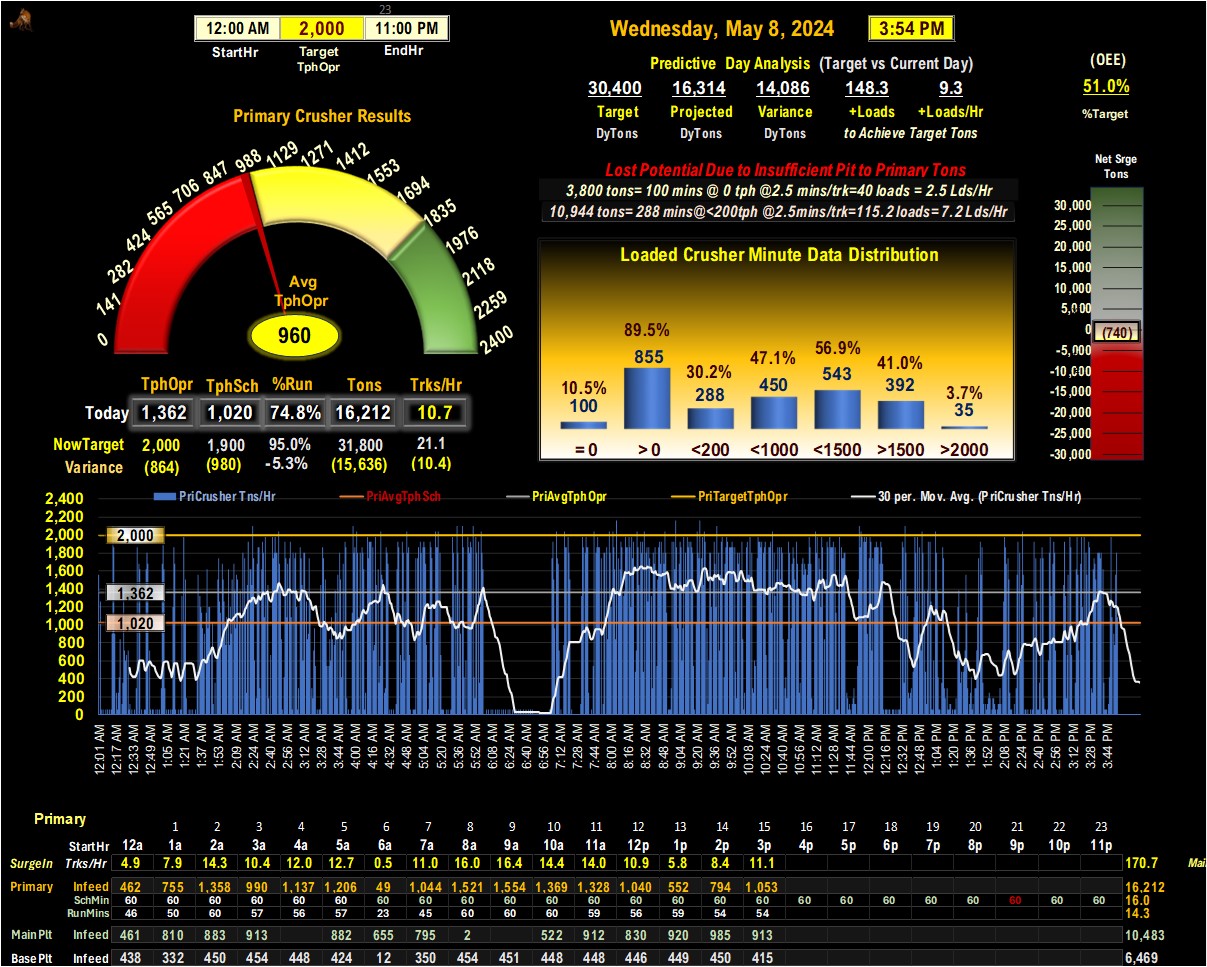 23
12:00 AM 2,000 11:00 PM
StartHr Target TphOpr EndHr
Wednesday, May 8, 2024 3:54 PM
Predictive Day Analysis (Target vs Current Day)
30,400 16,314 14,086 148.3 9.3
Target Projected Variance +Loads +Loads/Hr
DyTons DyTons DyTons to Achieve Target Tons
(OEE)
51.0%
%Target
Primary Crusher Results
0 141 282 424 565 706 847 988 1129 1271 1412 1553 1694 1835 1976 2118 2259 2400
Avg
TphOpr
960
Lost Potential Due to Insufficient Pit to Primary Tons
3,800 tons= 100 mins @ 0 tph @2.5 mins/trk=40 loads = 2.5 Lds/Hr
10,944 tons= 288 mins@<200tph @2.5mins/trk=115.2 loads= 7.2 Lds/Hr
Net Srge
Tons
30,000
25,000
20,000
15,000
10,000
5,000
0
(740)
-5,000
-10,000
-15,000
-20,000
-25,000
-30,000
Loaded Crusher Minute Data Distribution
10.5% 89.5% 30.2% 47.1% 56.9% 41.0% 3.7%
100 855 288 450 543 392 35
= 0 > 0 <200 <1000 <1500 >1500 >2000
TphOpr TphSch %Run Tons Trks/Hr
Today 1,362 1,020 74.8% 16,212 10.7
NowTarget 2,000 1,900 95.0% 31,800 21.1
Variance (864) (980) -5.3% (15,636) (10.4)
PriCrusher Tns/Hr PriAvgTphSch PriAvgTphOpr PriTargetTphOpr 30 per. Mov. Avg. (PriCrusher Tns/Hr)
2,400
2,200
2,000 2,000
1,800
1,600
1,400 1,362
1,200
1,000 1,020
800
600
400
200
0
12:01 AM 12:17 AM 12:33 AM 12:49 AM 1:05 AM 1:21 AM 1:37 AM 1:53 AM 2:09 AM 2:24 AM 2:40 AM 2:56 AM 3:12 AM 3:28 AM 3:44 AM 4:00 AM 4:16 AM 4:32 AM 4:48 AM 5:04 AM 5:20 AM 5:36 AM 5:52 AM 6:08 AM 6:24 AM 6:40 AM 6:56 AM 7:12 AM 7:28 AM 7:44 AM 8:00 AM 8:16 AM 8:32 AM 8:48 AM 9:04 AM 9:20 AM 9:36 AM 9:52 AM 10:08 AM 10:24 AM 10:40 AM 10:56 AM 11:12 AM 11:28 AM 11:44 AM 12:00 PM 12:16 PM 12:32 PM 12:48 PM 1:04 PM 1:20 PM 1:36 PM 1:52 PM 2:08 PM 2:24 PM 2:40 PM 2:56 PM 3:12 PM 3:28 PM 3:44 PM
Primary
1 2 3 4 5 6 7 8 9 10 11 12 13 14 15 16 17 18 19 20 21 22 23
StartHr 12a 1a 2a 3a 4a 5a 6a 7a 8a 9a 10a 11a 12p 1p 2p 3p 4p 5p 6p 7p 8p 9p 10p 11p
SurgeIn Trks/Hr 4.9 7.9 14.3 10.4 12.0 12.7 0.5 11.0 16.0 16.4 14.4 14.0 10.9 5.8 8.4 11.1 170.7
Primary Infeed 462 755 1,358 990 1,137 1,206 49 1,044 1,521 1,554 1,369 1,328 1,040 552 794 1,053 16,212
SchMin 60 60 60 60 60 60 60 60 60 60 60 60 60 60 60 60 60 60 60 60 60 60 60 60 16.0
RunMins 46 50 60 57 56 57 23 45 60 60 60 59 56 59 54 54 14.3
MainPlt Infeed 461 810 883 913 882 655 795 2 522 912 830 920 985 913 10,483
BasePlt Infeed 438 332 450 454 448 424 12 350 454 451 448 448 446 449 450 415 6,469